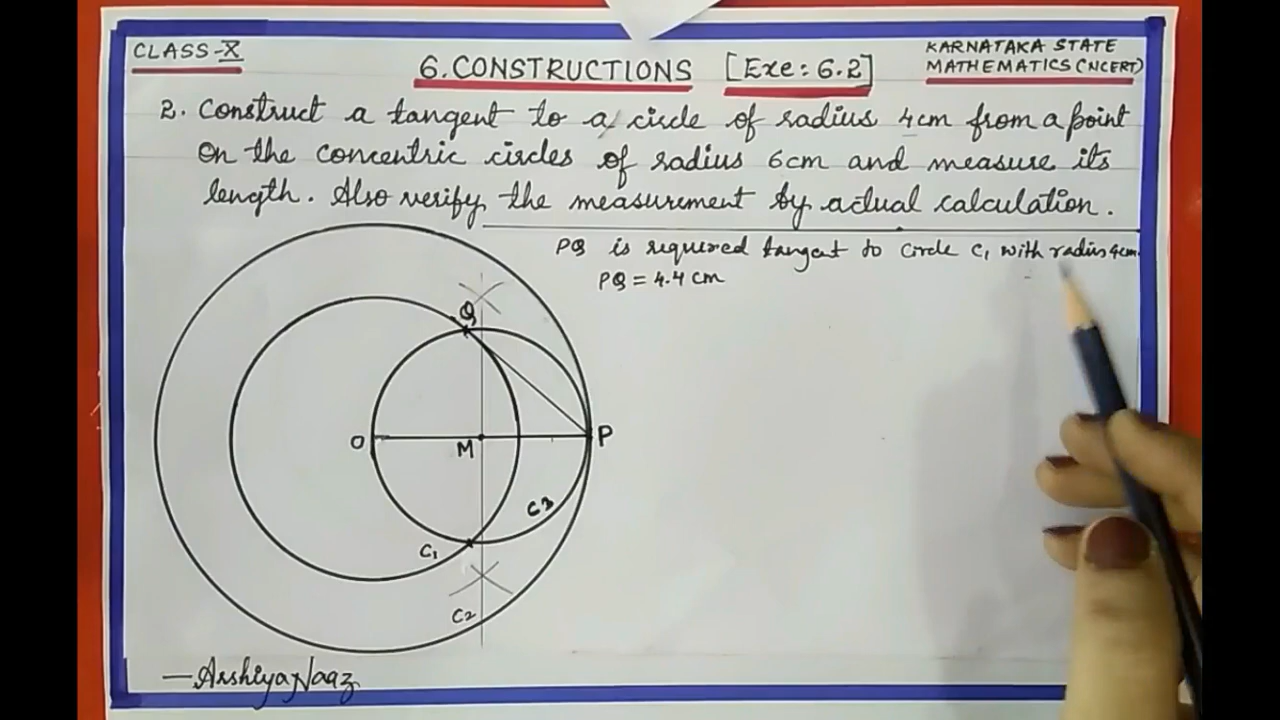 CLASS-X
6.CONSTRUCTIONS [Exe: 6.2]
KARNATAKA STATE
MATHEMATICS (NCERT)
2. Construct a tangent to a circle of radius 4cm from a point
on the concentric circles of radius 6cm and measure its
length. Also verify the measurement by actual calculation.
PQ is required tangent to circle C₁ with radius 4cm.
PQ = 4.4 cm
Q
O
M
P
C3
C₁
C2
—Arshiya Naaz